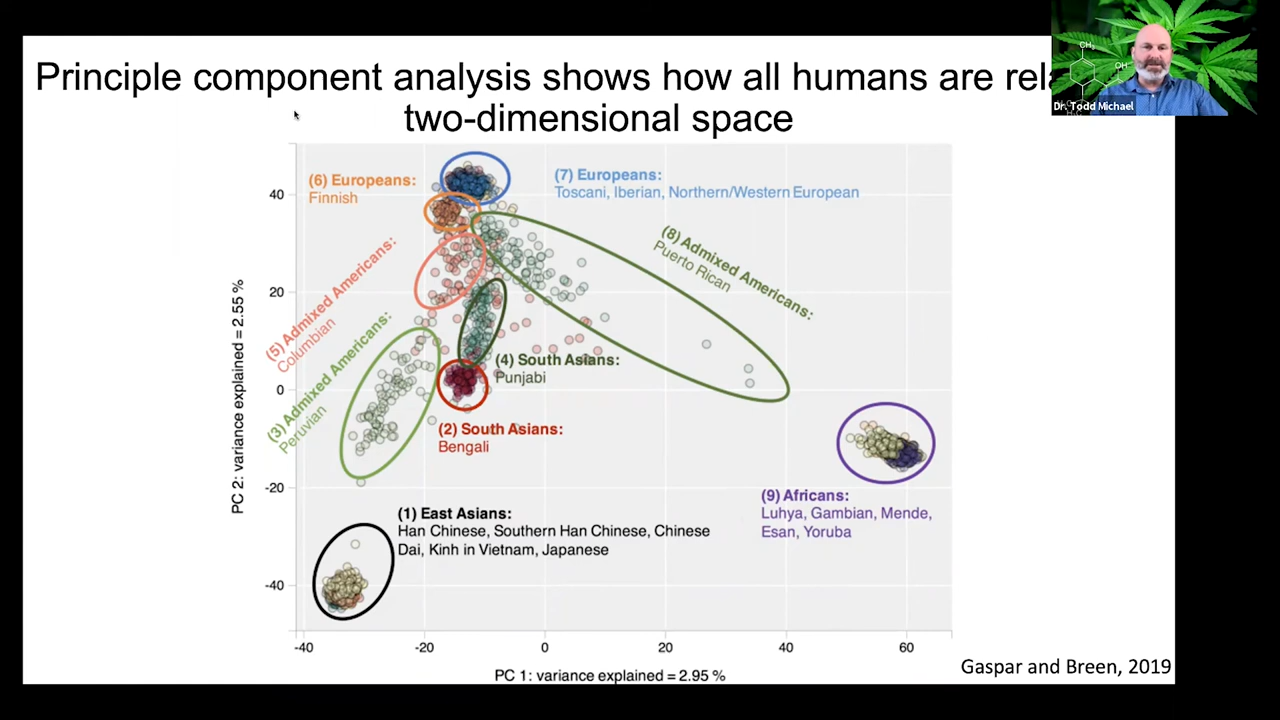 Principle component analysis shows how all humans are
two-dimensional space
CH₃
OH
H₃C
Dr. Todd Michael
(6) Europeans:
Finnish
(7) Europeans:
Toscani, Iberian, Northern/Western European
(8) Admixed Americans:
Puerto Rican
(5) Admixed Americans:
Columbian
(3) Admixed Americans:
Peruvian
(4) South Asians:
Punjabi
(2) South Asians:
Bengali
(9) Africans:
Luhya, Gambian, Mende,
Esan, Yoruba
(1) East Asians:
Han Chinese, Southern Han Chinese, Chinese
Dai, Kinh in Vietnam, Japanese
PC 2: variance explained = 2.55 %
40
20
0
-20
-40
-40
-20
0
20
40
60
PC 1: variance explained = 2.95 %
Gaspar and Breen, 2019